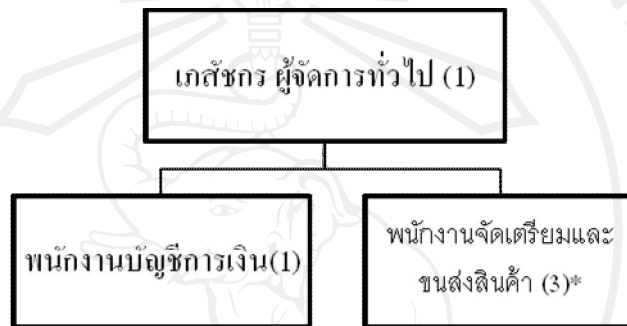 เภสัชกร ผู้จัดการทั่วไป (1)
พนักงานบัญชีการเงิน(1)
พนักงานจัดเตรียมและ
ขนส่งสินค้า (3)*